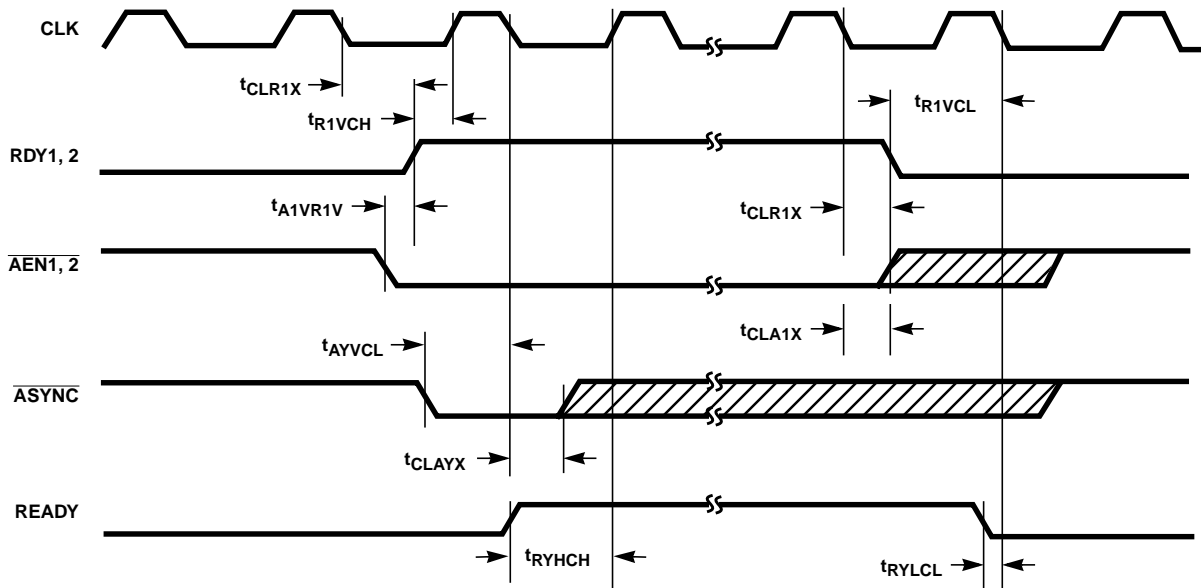 CLK
tCLR1X
tR1VCH
tR1VCL
RDY1, 2
tA1VR1V
tCLR1X
AEN1, 2
tCLA1X
tAYVCL
ASYNC
tCLAYX
READY
tRYHCH
tRYLCL